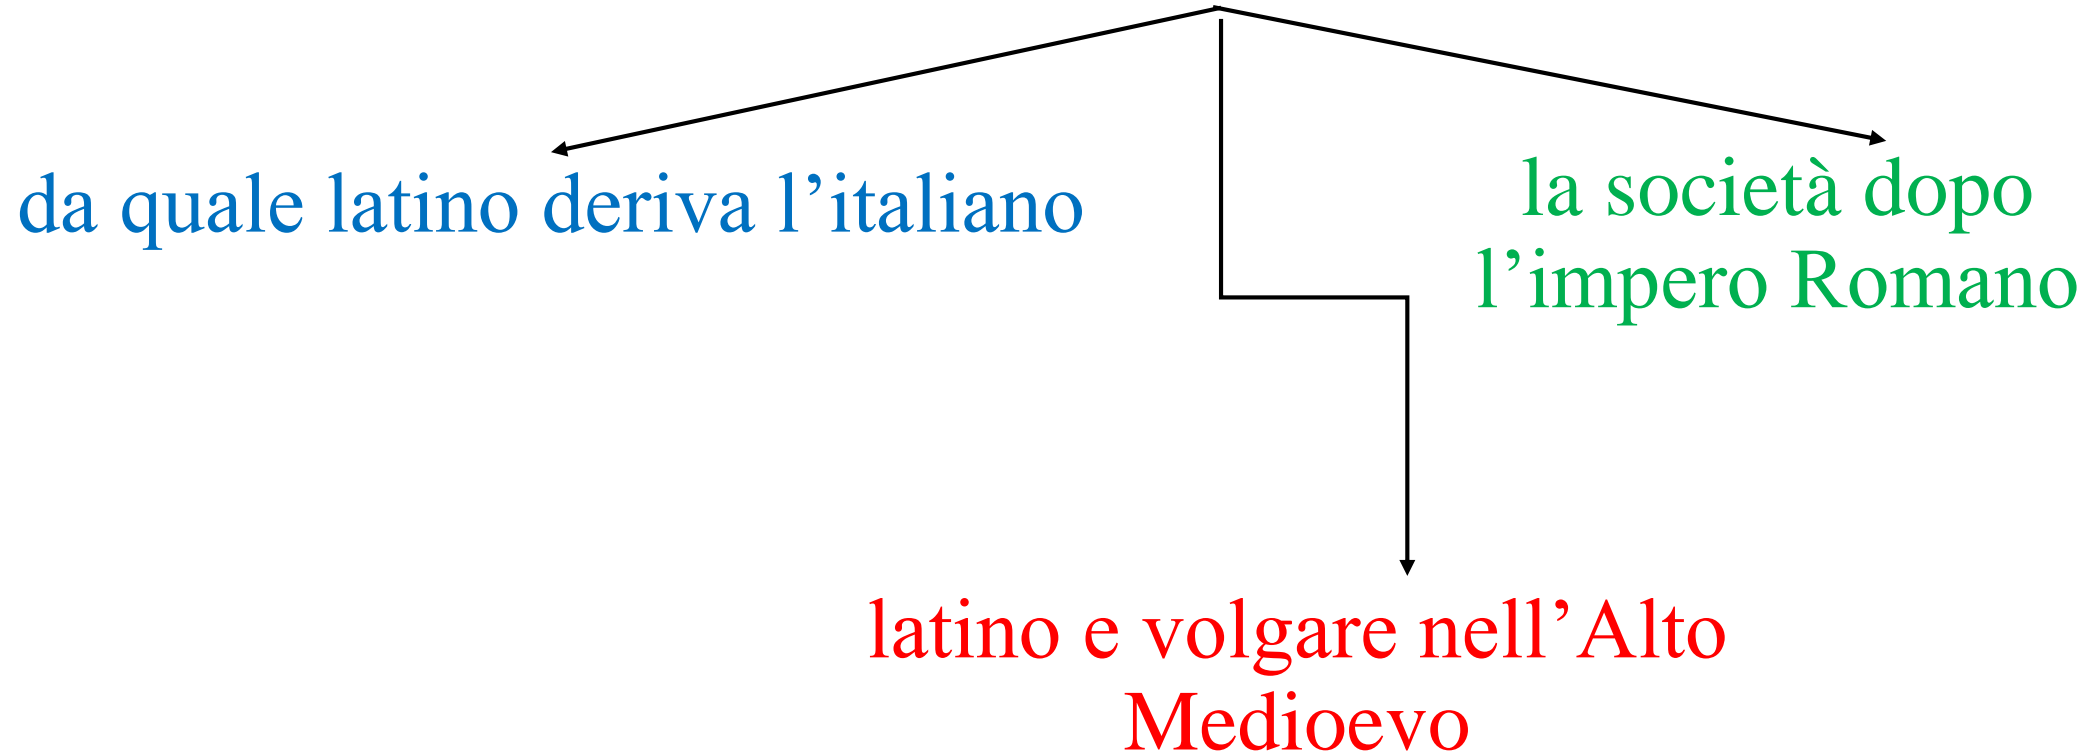 da quale latino deriva l’italiano
la società dopo
l’impero Romano
latino e volgare nell’Alto
Medioevo